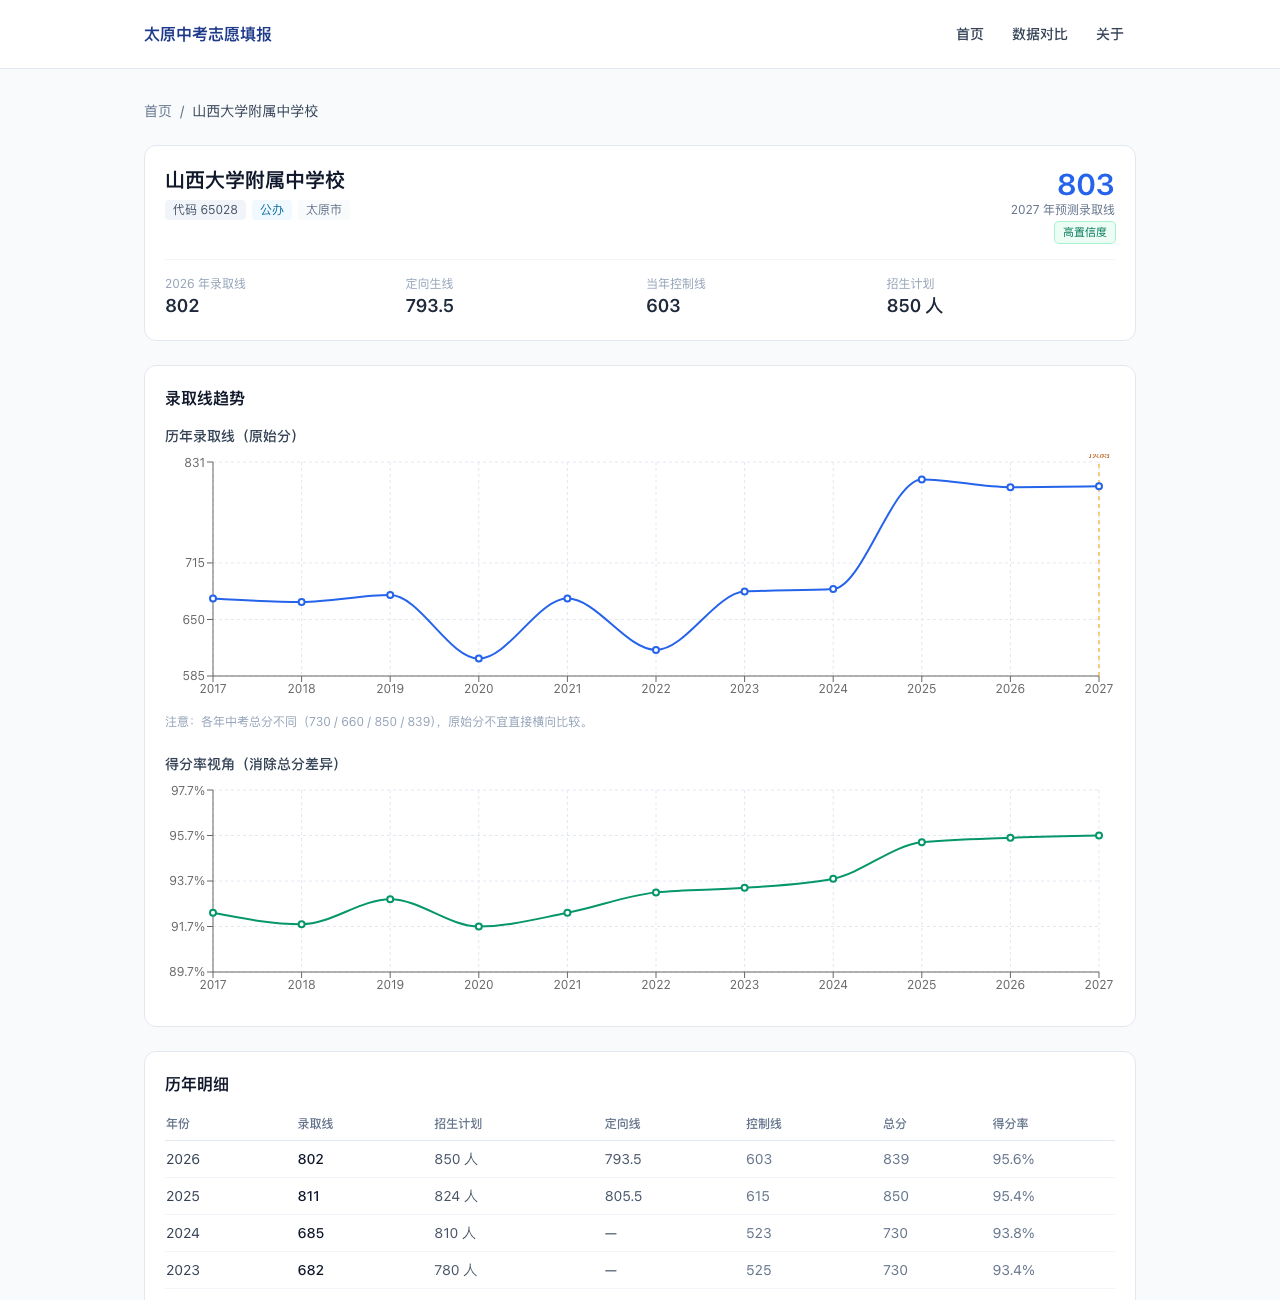 太原中考志愿填报
首页 数据对比 关于
首页 / 山西大学附属中学校
山西大学附属中学校
代码 65028 公办 太原市
803
2027 年预测录取线
高置信度
2026 年录取线 定向生线 当年控制线 招生计划
802 793.5 603 850 人
录取线趋势
历年录取线（原始分）
831
715
650
585
2017 2018 2019 2020 2021 2022 2023 2024 2025 2026 2027
注意：各年中考总分不同（730 / 660 / 850 / 839），原始分不宜直接横向比较。
得分率视角（消除总分差异）
97.7%
95.7%
93.7%
91.7%
89.7%
2017 2018 2019 2020 2021 2022 2023 2024 2025 2026 2027
历年明细
年份 录取线 招生计划 定向线 控制线 总分 得分率
2026 802 850 人 793.5 603 839 95.6%
2025 811 824 人 805.5 615 850 95.4%
2024 685 810 人 — 523 730 93.8%
2023 682 780 人 — 525 730 93.4%